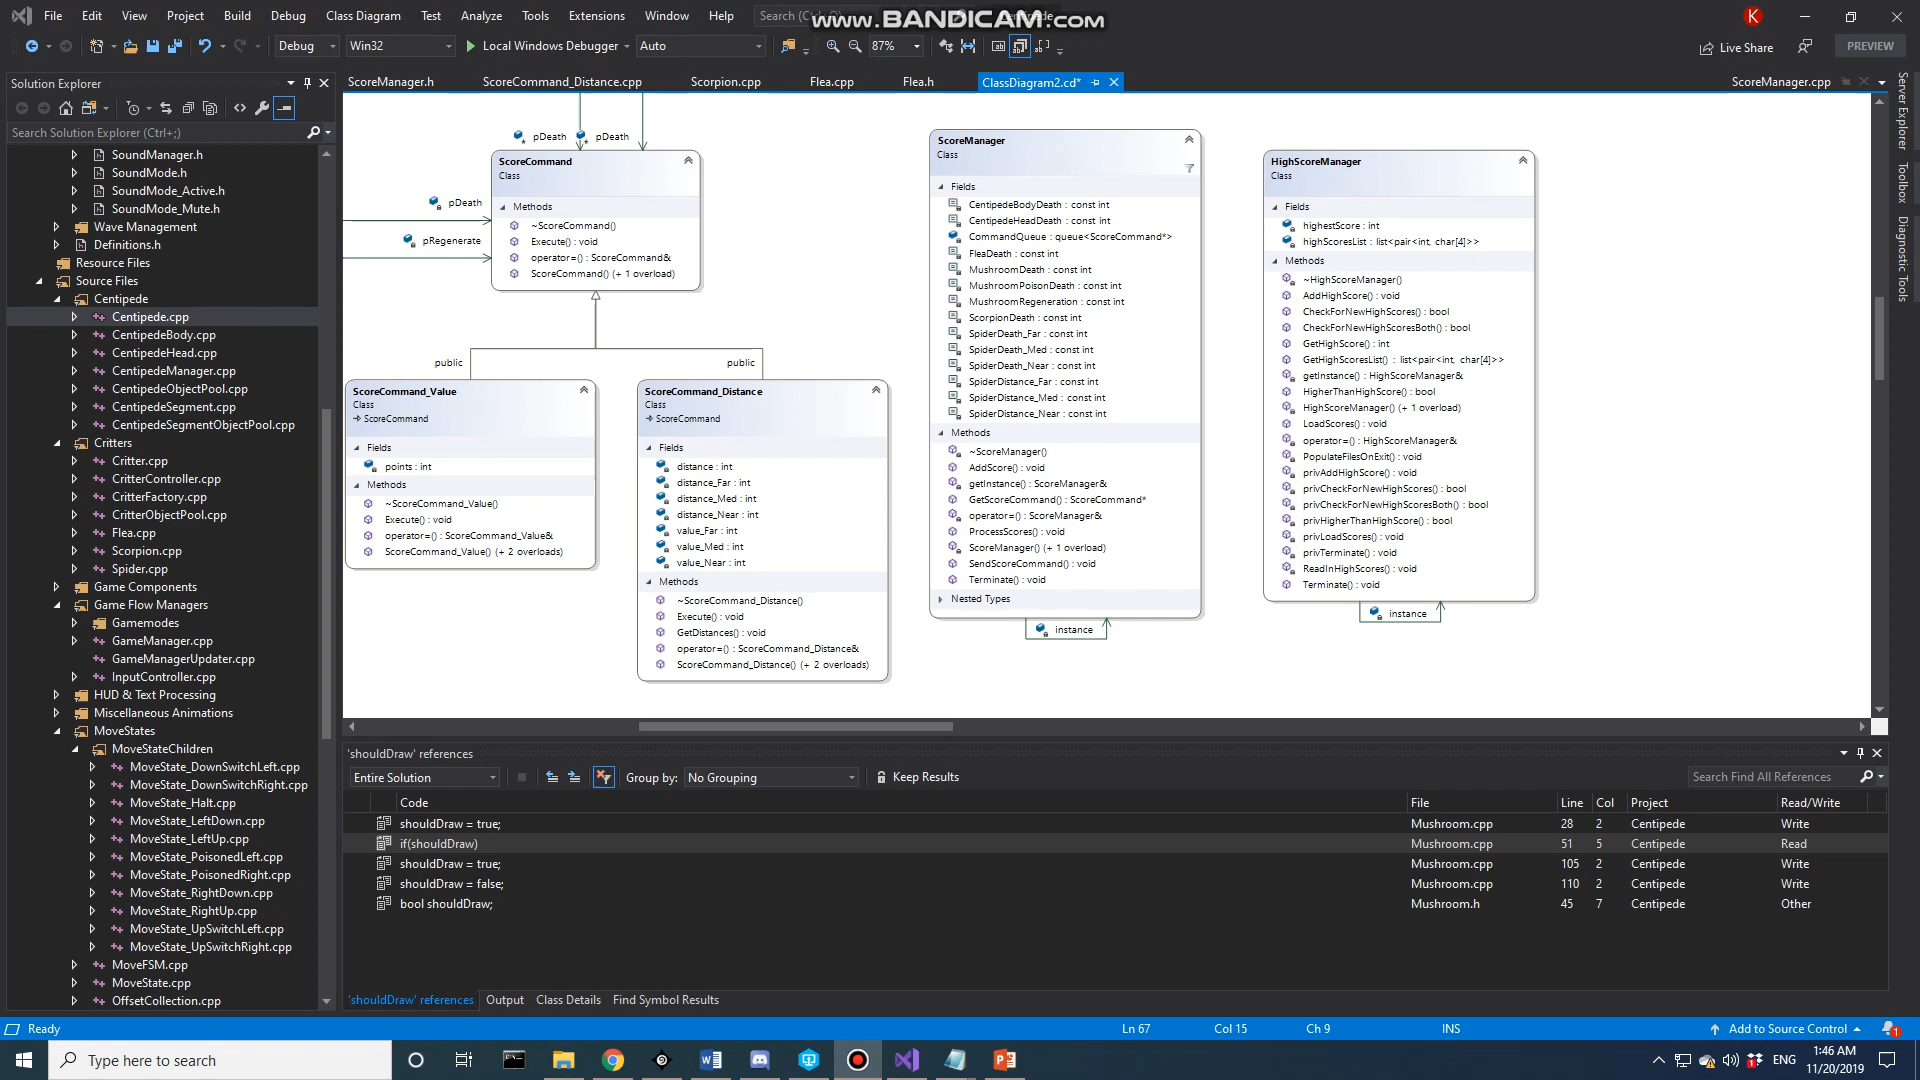 File Edit View Project Build Debug Class Diagram Test Analyze Tools Extensions Window Help
www.BANDICAM.com
K
Debug Win32 Local Windows Debugger Auto 87% Live Share PREVIEW
Solution Explorer
Search Solution Explorer (Ctrl+;)
SoundManager.h
SoundMode.h
SoundMode_Active.h
SoundMode_Mute.h
Wave Management
Definitions.h
Resource Files
Source Files
Centipede
Centipede.cpp
CentipedeBody.cpp
CentipedeHead.cpp
CentipedeManager.cpp
CentipedeObjectPool.cpp
CentipedeSegment.cpp
CentipedeSegmentObjectPool.cpp
Critters
Critter.cpp
CritterController.cpp
CritterFactory.cpp
CritterObjectPool.cpp
Flea.cpp
Scorpion.cpp
Spider.cpp
Game Components
Game Flow Managers
Gamemodes
GameManager.cpp
GameManagerUpdater.cpp
InputController.cpp
HUD & Text Processing
Miscellaneous Animations
MoveStates
MoveStateChildren
MoveState_DownSwitchLeft.cpp
MoveState_DownSwitchRight.cpp
MoveState_Halt.cpp
MoveState_LeftDown.cpp
MoveState_LeftUp.cpp
MoveState_PoisonedLeft.cpp
MoveState_PoisonedRight.cpp
MoveState_RightDown.cpp
MoveState_RightUp.cpp
MoveState_UpSwitchLeft.cpp
MoveState_UpSwitchRight.cpp
MoveFSM.cpp
MoveState.cpp
OffsetCollection.cpp
ScoreManager.h ScoreCommand_Distance.cpp Scorpion.cpp Flea.cpp Flea.h ClassDiagram2.cd* ScoreManager.cpp
pDeath pDeath
pDeath
pRegenerate
ScoreCommand
Class
Methods
~ScoreCommand()
Execute() : void
operator=() : ScoreCommand&
ScoreCommand() (+ 1 overload)
public public
ScoreCommand_Value
Class
ScoreCommand
Fields
points : int
Methods
~ScoreCommand_Value()
Execute() : void
operator=() : ScoreCommand_Value&
ScoreCommand_Value() (+ 2 overloads)
ScoreCommand_Distance
Class
ScoreCommand
Fields
distance : int
distance_Far : int
distance_Med : int
distance_Near : int
value_Far : int
value_Med : int
value_Near : int
Methods
~ScoreCommand_Distance()
Execute() : void
GetDistances() : void
operator=() : ScoreCommand_Distance&
ScoreCommand_Distance() (+ 2 overloads)
ScoreManager
Class
Fields
CentipedeBodyDeath : const int
CentipedeHeadDeath : const int
CommandQueue : queue<ScoreCommand*>
FleaDeath : const int
MushroomDeath : const int
MushroomPoisonDeath : const int
MushroomRegeneration : const int
ScorpionDeath : const int
SpiderDeath_Far : const int
SpiderDeath_Med : const int
SpiderDeath_Near : const int
SpiderDistance_Far : const int
SpiderDistance_Med : const int
SpiderDistance_Near : const int
Methods
~ScoreManager()
AddScore() : void
getInstance() : ScoreManager&
GetScoreCommand() : ScoreCommand*
operator=() : ScoreManager&
ProcessScores() : void
ScoreManager() (+ 1 overload)
SendScoreCommand() : void
Terminate() : void
Nested Types
instance
HighScoreManager
Class
Fields
highestScore : int
highScoresList : list<pair<int, char[4]>>
Methods
~HighScoreManager()
AddHighScore() : void
CheckForNewHighScores() : bool
CheckForNewHighScoresBoth() : bool
GetHighScore() : int
GetHighScoresList() : list<pair<int, char[4]>>
getInstance() : HighScoreManager&
HigherThanHighScore() : bool
HighScoreManager() (+ 1 overload)
LoadScores() : void
operator=() : HighScoreManager&
PopulateFilesOnExit() : void
privAddHighScore() : void
privCheckForNewHighScores() : bool
privCheckForNewHighScoresBoth() : bool
privHigherThanHighScore() : bool
privLoadScores() : void
privTerminate() : void
ReadInHighScores() : void
Terminate() : void
instance
Server Explorer
Toolbox
Diagnostic Tools
'shouldDraw' references
Entire Solution Group by: No Grouping Keep Results Search Find All References
Code File Line Col Project Read/Write
shouldDraw = true; Mushroom.cpp 28 2 Centipede Write
if(shouldDraw) Mushroom.cpp 51 5 Centipede Read
shouldDraw = true; Mushroom.cpp 105 2 Centipede Write
shouldDraw = false; Mushroom.cpp 110 2 Centipede Write
bool shouldDraw; Mushroom.h 45 7 Centipede Other
'shouldDraw' references Output Class Details Find Symbol Results
Ready Ln 67 Col 15 Ch 9 INS Add to Source Control 1
Type here to search ENG 1:46 AM
11/20/2019